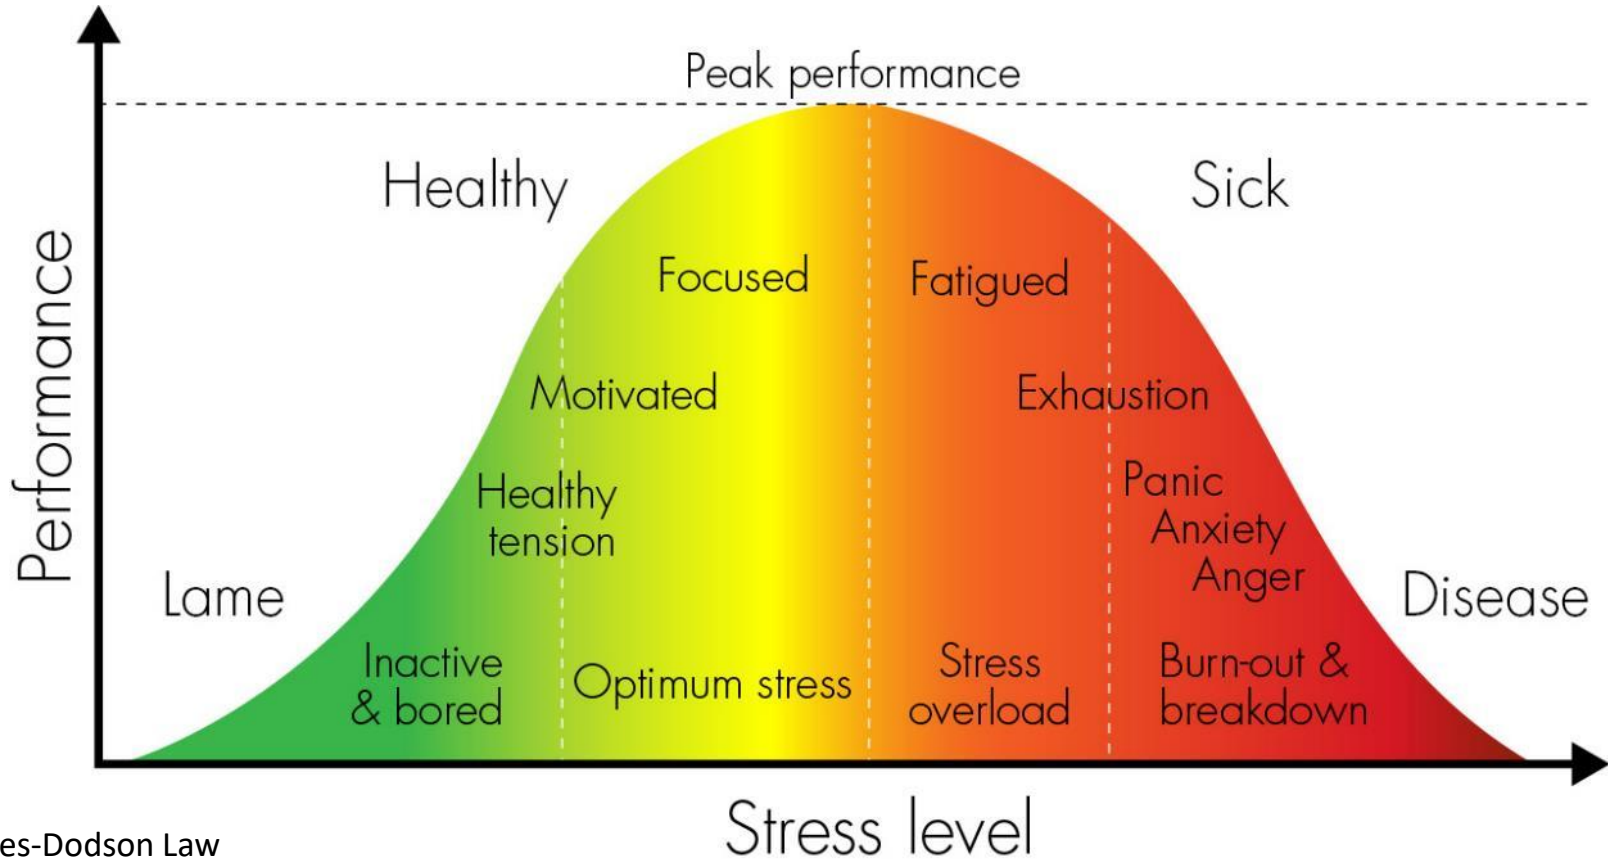 Peak performance
Healthy
Sick
Focused
Fatigued
Motivated
Exhaustion
Healthy
tension
Panic
Anxiety
Anger
Lame
Disease
Inactive
& bored
Optimum stress
Stress
overload
Burn-out &
breakdown
Performance
Stress level
es-Dodson Law